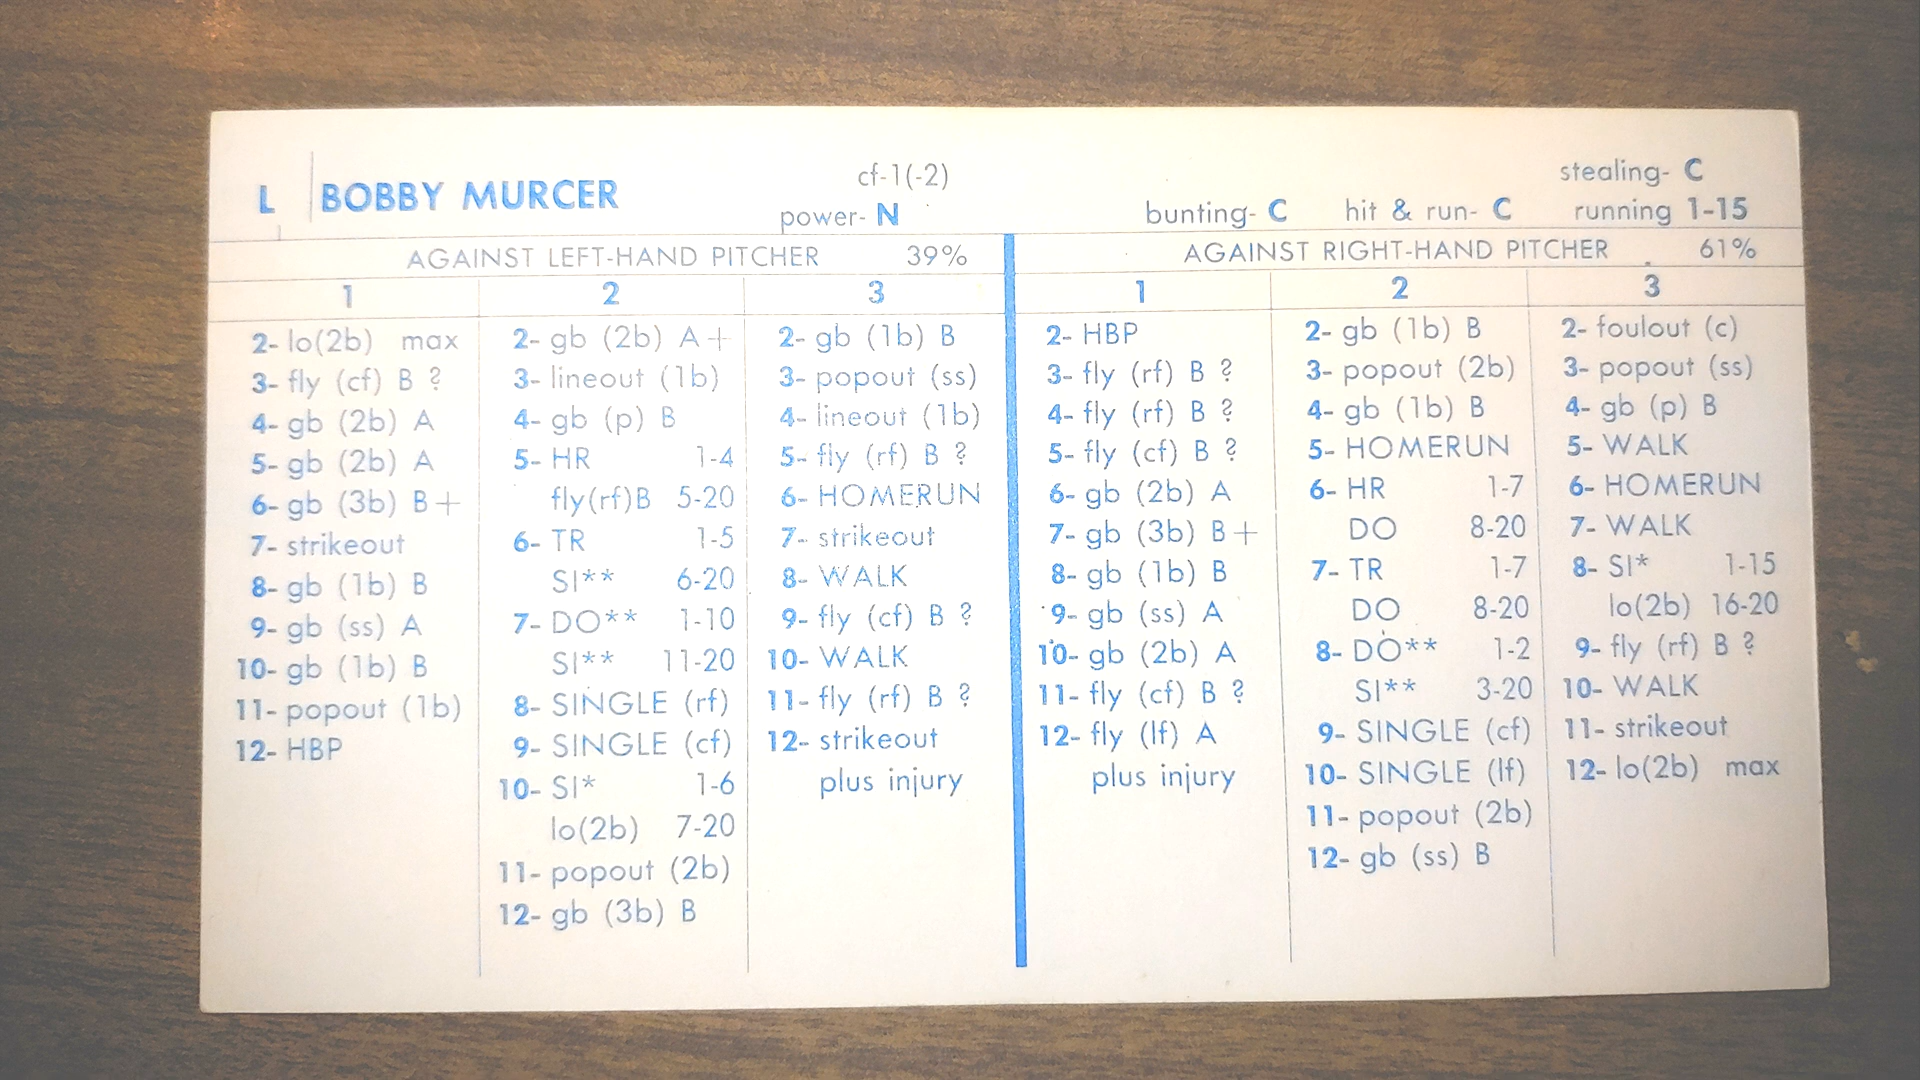 L BOBBY MURCER cf-1(-2) power- N bunting- C hit & run- C stealing- C running 1-15
AGAINST LEFT-HAND PITCHER 39%
1
2- lo(2b) max
3- fly (cf) B ?
4- gb (2b) A
5- gb (2b) A
6- gb (3b) B+
7- strikeout
8- gb (1b) B
9- gb (ss) A
10- gb (1b) B
11- popout (1b)
12- HBP
2
2- gb (2b) A+
3- lineout (1b)
4- gb (p) B
5- HR 1-4
fly(rf)B 5-20
6- TR 1-5
SI** 6-20
7- DO** 1-10
SI** 11-20
8- SINGLE (rf)
9- SINGLE (cf)
10- SI* 1-6
lo(2b) 7-20
11- popout (2b)
12- gb (3b) B
3
2- gb (1b) B
3- popout (ss)
4- lineout (1b)
5- fly (rf) B ?
6- HOMERUN
7- strikeout
8- WALK
9- fly (cf) B ?
10- WALK
11- fly (rf) B ?
12- strikeout
plus injury
AGAINST RIGHT-HAND PITCHER 61%
1
2- HBP
3- fly (rf) B ?
4- fly (rf) B ?
5- fly (cf) B ?
6- gb (2b) A
7- gb (3b) B+
8- gb (1b) B
9- gb (ss) A
10- gb (2b) A
11- fly (cf) B ?
12- fly (lf) A
plus injury
2
2- gb (1b) B
3- popout (2b)
4- gb (1b) B
5- HOMERUN
6- HR 1-7
DO 8-20
7- TR 1-7
DO 8-20
8- DO** 1-2
SI** 3-20
9- SINGLE (cf)
10- SINGLE (lf)
11- popout (2b)
12- gb (ss) B
3
2- foulout (c)
3- popout (ss)
4- gb (p) B
5- WALK
6- HOMERUN
7- WALK
8- SI* 1-15
lo(2b) 16-20
9- fly (rf) B ?
10- WALK
11- strikeout
12- lo(2b) max